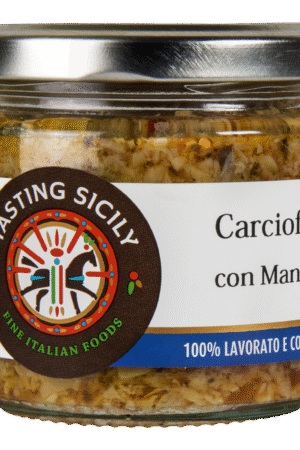 TASTING SICILY
FINE ITALIAN FOODS
Carciof
con Man
100% LAVORATO E CO